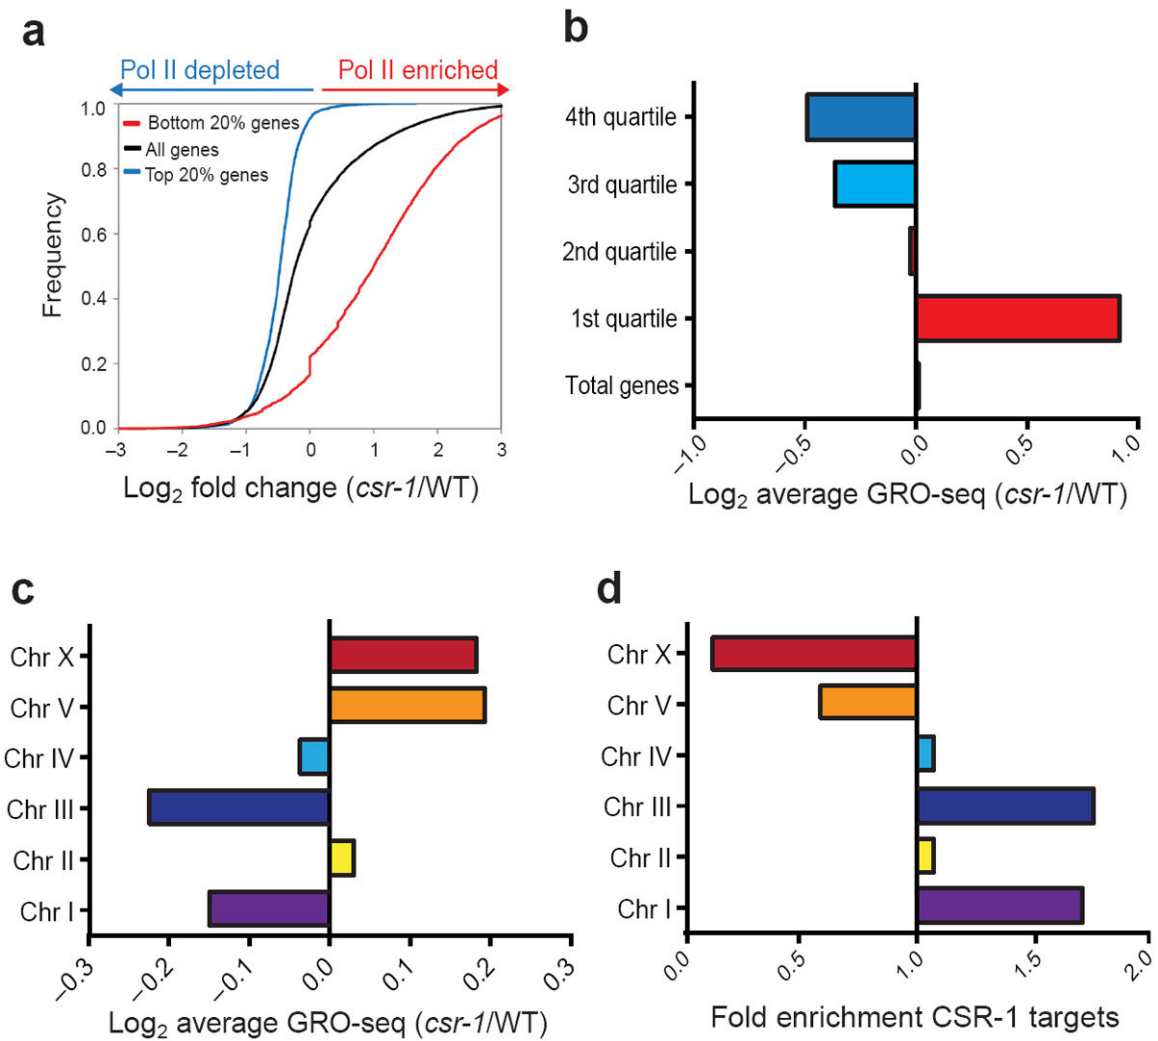 a
Pol II depleted
Pol II enriched
1.0
0.8
0.6
0.4
0.2
0.0
Frequency
Bottom 20% genes
All genes
Top 20% genes
−3
−2
−1
0
1
2
3
Log2 fold change (csr-1/WT)
b
4th quartile
3rd quartile
2nd quartile
1st quartile
Total genes
−1.0
−0.5
0.0
0.5
1.0
Log2 average GRO-seq (csr-1/WT)
c
Chr X
Chr V
Chr IV
Chr III
Chr II
Chr I
−0.3
−0.2
−0.1
0.0
0.1
0.2
0.3
Log2 average GRO-seq (csr-1/WT)
d
Chr X
Chr V
Chr IV
Chr III
Chr II
Chr I
0.0
0.5
1.0
1.5
2.0
Fold enrichment CSR-1 targets